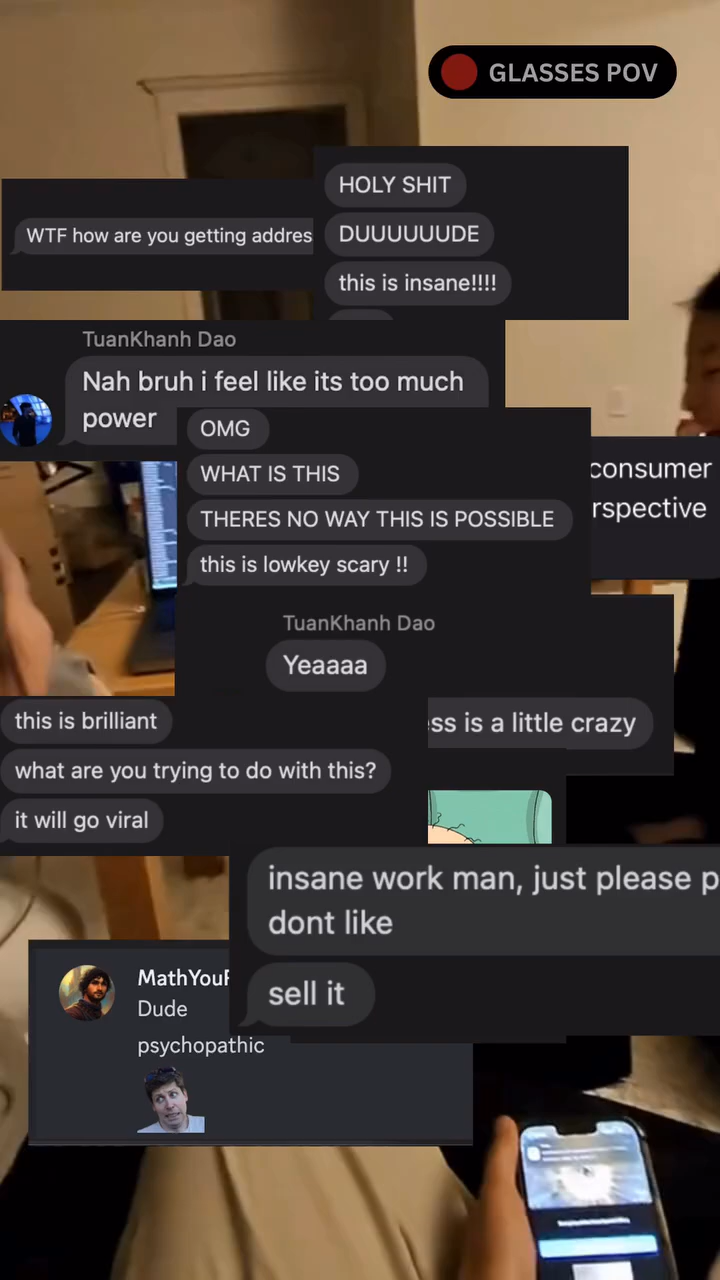 GLASSES POV
HOLY SHIT
WTF how are you getting addres
DUUUUUUDE
this is insane!!!!
TuanKhanh Dao
Nah bruh i feel like its too much
power
OMG
WHAT IS THIS
THERES NO WAY THIS IS POSSIBLE
this is lowkey scary !!
consumer
rspective
TuanKhanh Dao
Yeaaaa
ss is a little crazy
this is brilliant
what are you trying to do with this?
it will go viral
insane work man, just please p
dont like
sell it
MathYou
Dude
psychopathic